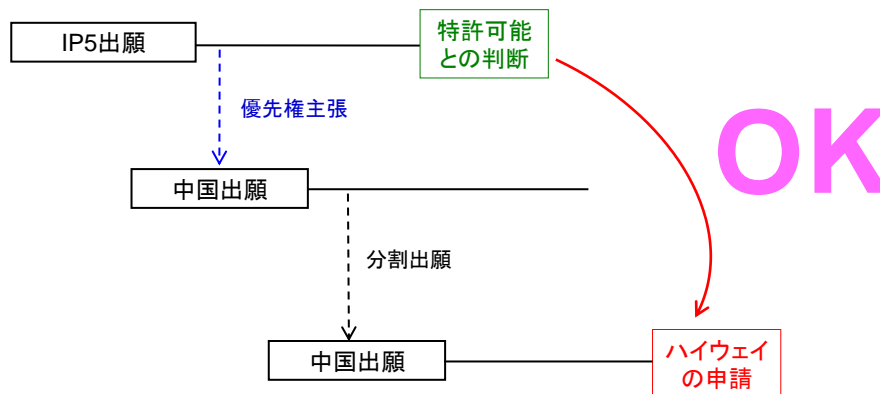 IP5出願
特許可能
との判断
優先権主張
OK
中国出願
分割出願
中国出願
ハイウェイ
の申請